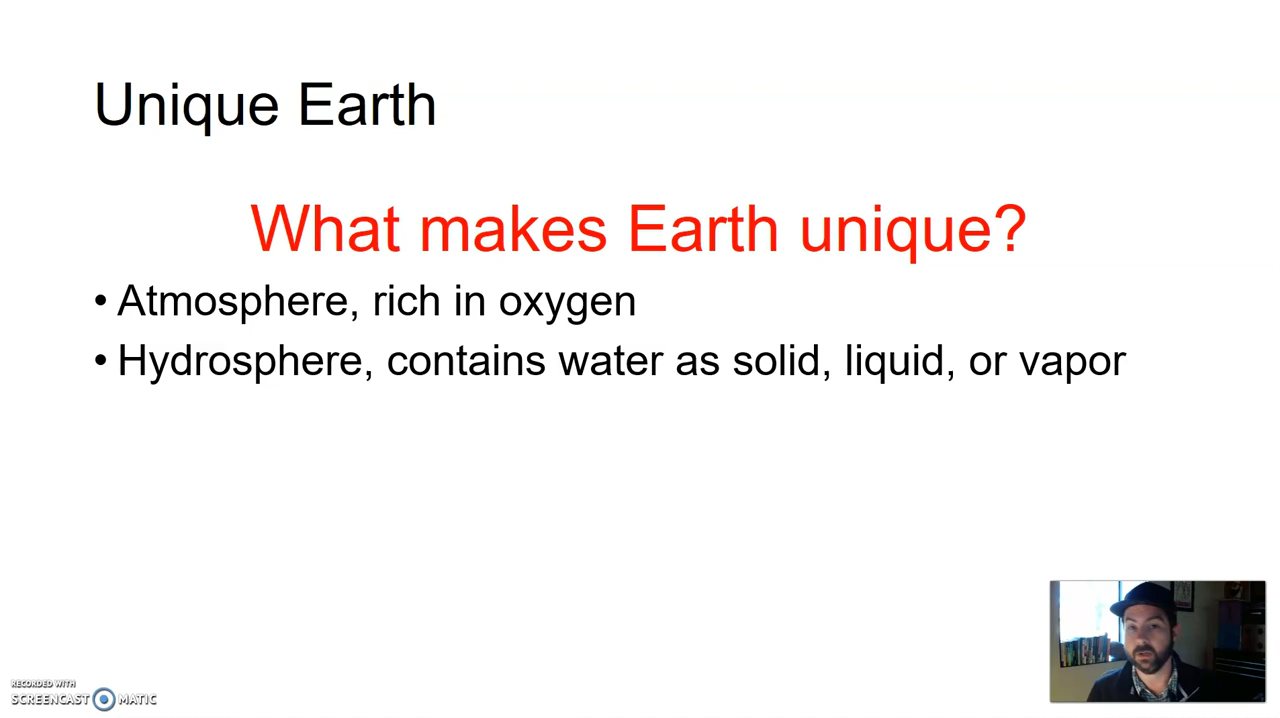 Unique Earth
What makes Earth unique?
• Atmosphere, rich in oxygen
• Hydrosphere, contains water as solid, liquid, or vapor
RECORDED WITH
SCREENCAST MATIC